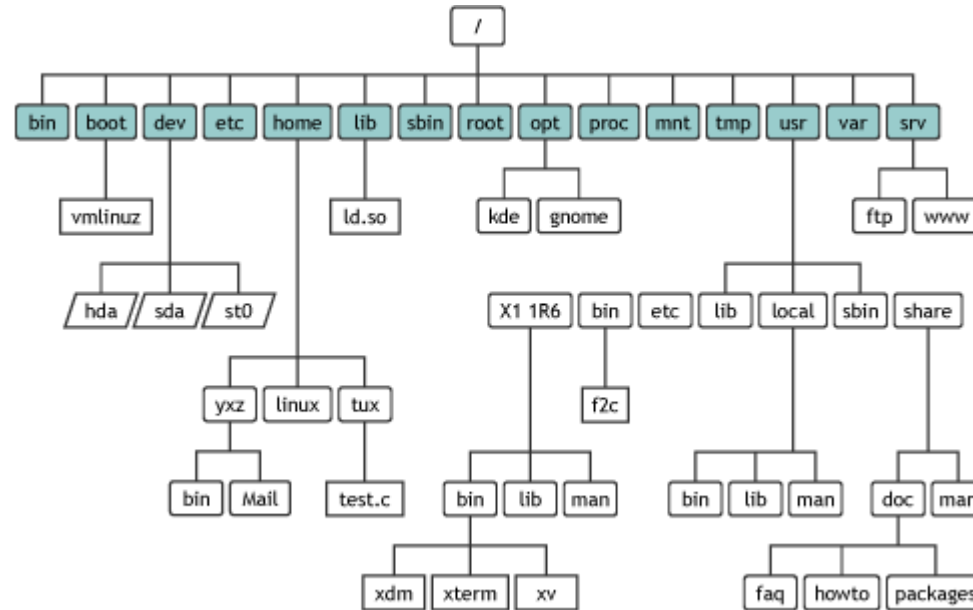 /
bin boot dev etc home lib sbin root opt proc mnt tmp usr var srv
vmlinuz ld.so kde gnome ftp www
hda sda st0 X1 1R6 bin etc lib local sbin share
yxz linux tux f2c
bin Mail test.c bin lib man bin lib man doc man
xdm xterm xv faq howto packages